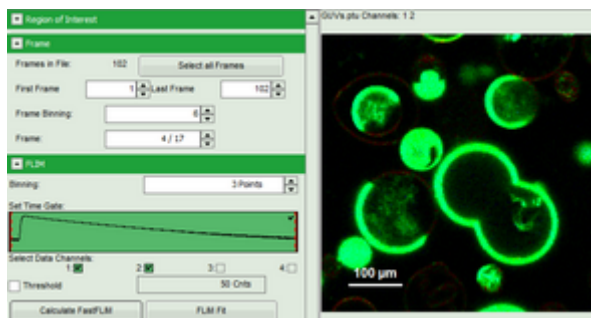 Region of Interest
GUVs.ptu Channels: 1 2
Frame
Frames in File: 102 Select all Frames
First Frame 1 Last Frame 102
Frame Binning: 6
Frame: 4 / 17
FLIM
Binning: 3 Points
Set Time Gate:
Select Data Channels:
1: 2: 3: 4:
Threshold 50 Cnts
Calculate FastFLIM FLIM Fit
100 µm